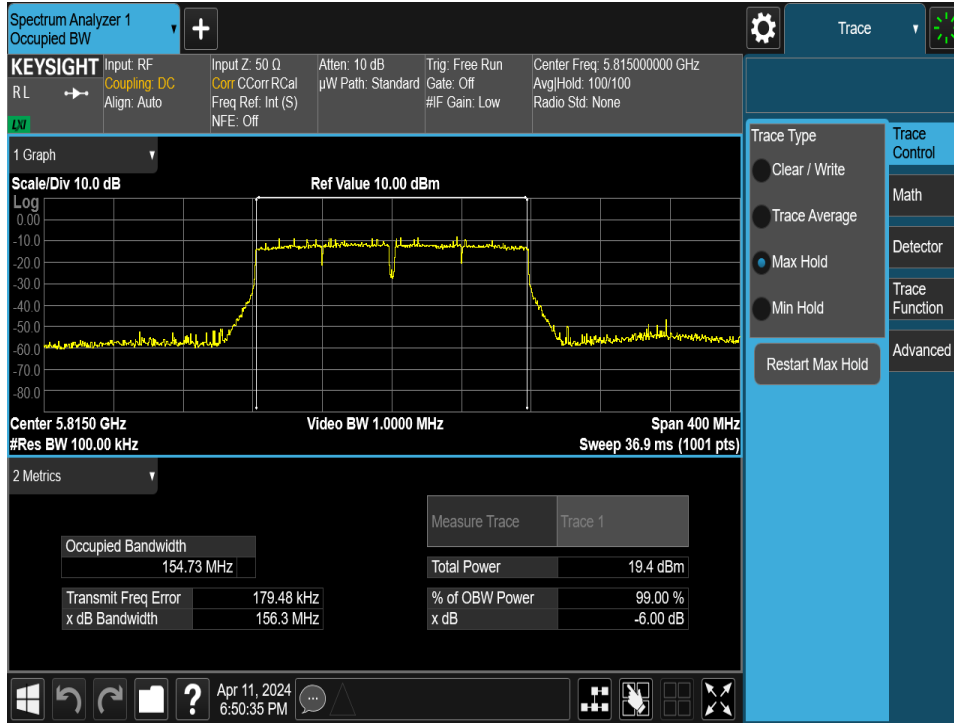 Spectrum Analyzer 1
Occupied BW
+
Trace
KEYSIGHT
R L
LXI
Input: RF
Coupling: DC
Align: Auto
Input Z: 50 Ω
Corr CCorr RCal
Freq Ref: Int (S)
NFE: Off
Atten: 10 dB
µW Path: Standard
Trig: Free Run
Gate: Off
#IF Gain: Low
Center Freq: 5.815000000 GHz
Avg|Hold: 100/100
Radio Std: None
1 Graph
Scale/Div 10.0 dB
Ref Value 10.00 dBm
Log
0.00
-10.0
-20.0
-30.0
-40.0
-50.0
-60.0
-70.0
-80.0
Center 5.8150 GHz
Video BW 1.0000 MHz
Span 400 MHz
#Res BW 100.00 kHz
Sweep 36.9 ms (1001 pts)
2 Metrics
Measure Trace
Trace 1
Occupied Bandwidth
154.73 MHz
Total Power
19.4 dBm
Transmit Freq Error
179.48 kHz
% of OBW Power
99.00 %
x dB Bandwidth
156.3 MHz
x dB
-6.00 dB
?
Apr 11, 2024
6:50:35 PM
Trace Type
Clear / Write
Trace Average
Max Hold
Min Hold
Restart Max Hold
Trace
Control
Math
Detector
Trace
Function
Advanced